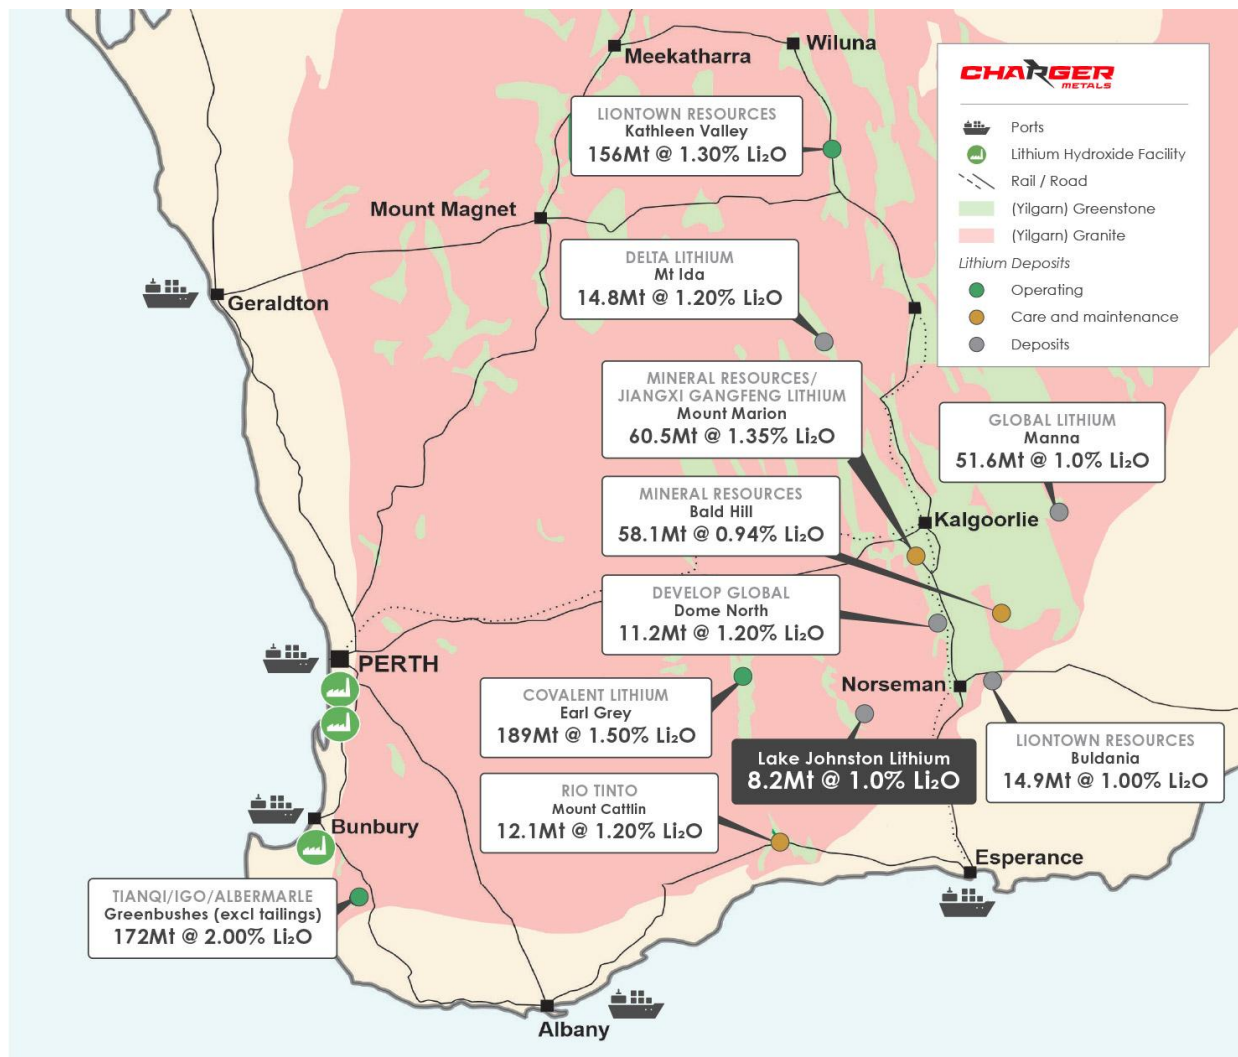 Meekatharra
Wiluna
CHARGER
METALS
Ports
Lithium Hydroxide Facility
Rail / Road
(Yilgarn) Greenstone
(Yilgarn) Granite
Lithium Deposits
Operating
Care and maintenance
Deposits
LIONTOWN RESOURCES
Kathleen Valley
156Mt @ 1.30% Li₂O
Mount Magnet
DELTA LITHIUM
Mt Ida
14.8Mt @ 1.20% Li₂O
Geraldton
MINERAL RESOURCES/
JIANGXI GANGFENG LITHIUM
Mount Marion
60.5Mt @ 1.35% Li₂O
GLOBAL LITHIUM
Manna
51.6Mt @ 1.0% Li₂O
MINERAL RESOURCES
Bald Hill
58.1Mt @ 0.94% Li₂O
Kalgoorlie
DEVELOP GLOBAL
Dome North
11.2Mt @ 1.20% Li₂O
PERTH
Norseman
COVALENT LITHIUM
Earl Grey
189Mt @ 1.50% Li₂O
Lake Johnston Lithium
8.2Mt @ 1.0% Li₂O
LIONTOWN RESOURCES
Buldania
14.9Mt @ 1.00% Li₂O
RIO TINTO
Mount Cattlin
12.1Mt @ 1.20% Li₂O
Bunbury
Esperance
TIANQI/IGO/ALBERMARLE
Greenbushes (excl tailings)
172Mt @ 2.00% Li₂O
Albany